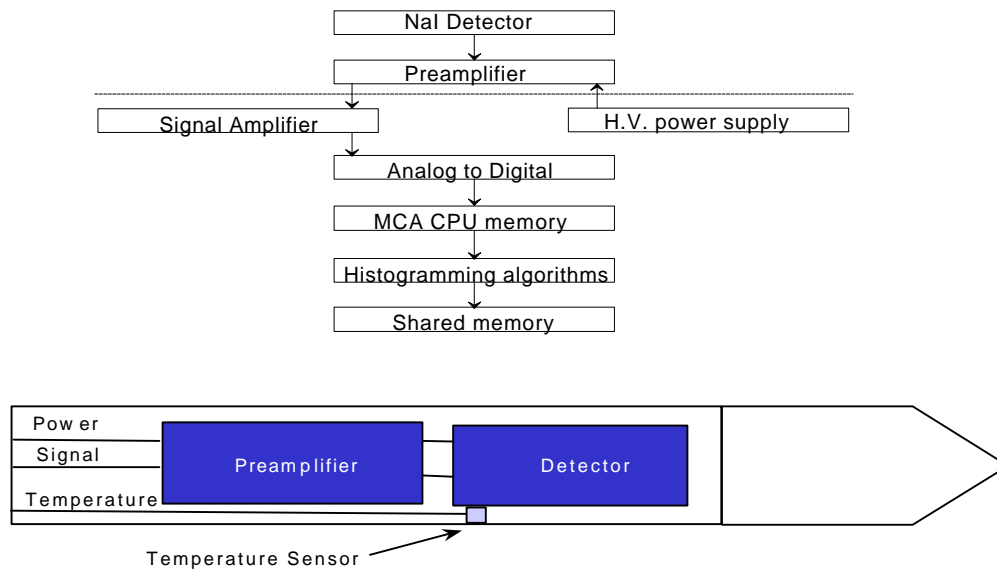 NaI Detector
Preamplifier
Signal Amplifier
H.V. power supply
Analog to Digital
MCA CPU memory
Histogramming algorithms
Shared memory
Power
Signal
Preamplifier
Detector
Temperature
Temperature Sensor